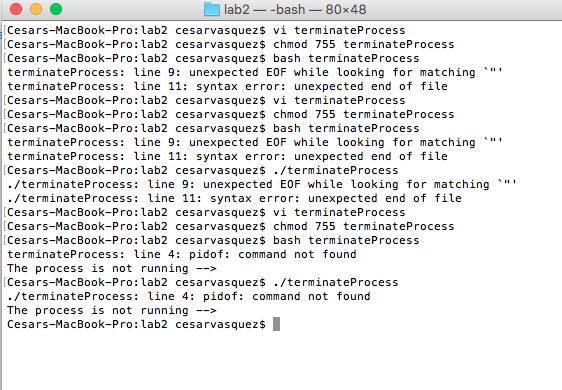 lab2 — -bash — 80×48
Cesars-MacBook-Pro:lab2 cesarvasquez$ vi terminateProcess
Cesars-MacBook-Pro:lab2 cesarvasquez$ chmod 755 terminateProcess
Cesars-MacBook-Pro:lab2 cesarvasquez$ bash terminateProcess
terminateProcess: line 9: unexpected EOF while looking for matching `"'
terminateProcess: line 11: syntax error: unexpected end of file
Cesars-MacBook-Pro:lab2 cesarvasquez$ vi terminateProcess
Cesars-MacBook-Pro:lab2 cesarvasquez$ chmod 755 terminateProcess
Cesars-MacBook-Pro:lab2 cesarvasquez$ bash terminateProcess
terminateProcess: line 9: unexpected EOF while looking for matching `"'
terminateProcess: line 11: syntax error: unexpected end of file
Cesars-MacBook-Pro:lab2 cesarvasquez$ ./terminateProcess
./terminateProcess: line 9: unexpected EOF while looking for matching `"'
./terminateProcess: line 11: syntax error: unexpected end of file
Cesars-MacBook-Pro:lab2 cesarvasquez$ vi terminateProcess
Cesars-MacBook-Pro:lab2 cesarvasquez$ chmod 755 terminateProcess
Cesars-MacBook-Pro:lab2 cesarvasquez$ bash terminateProcess
terminateProcess: line 4: pidof: command not found
The process is not running -->
Cesars-MacBook-Pro:lab2 cesarvasquez$ ./terminateProcess
./terminateProcess: line 4: pidof: command not found
The process is not running -->
Cesars-MacBook-Pro:lab2 cesarvasquez$